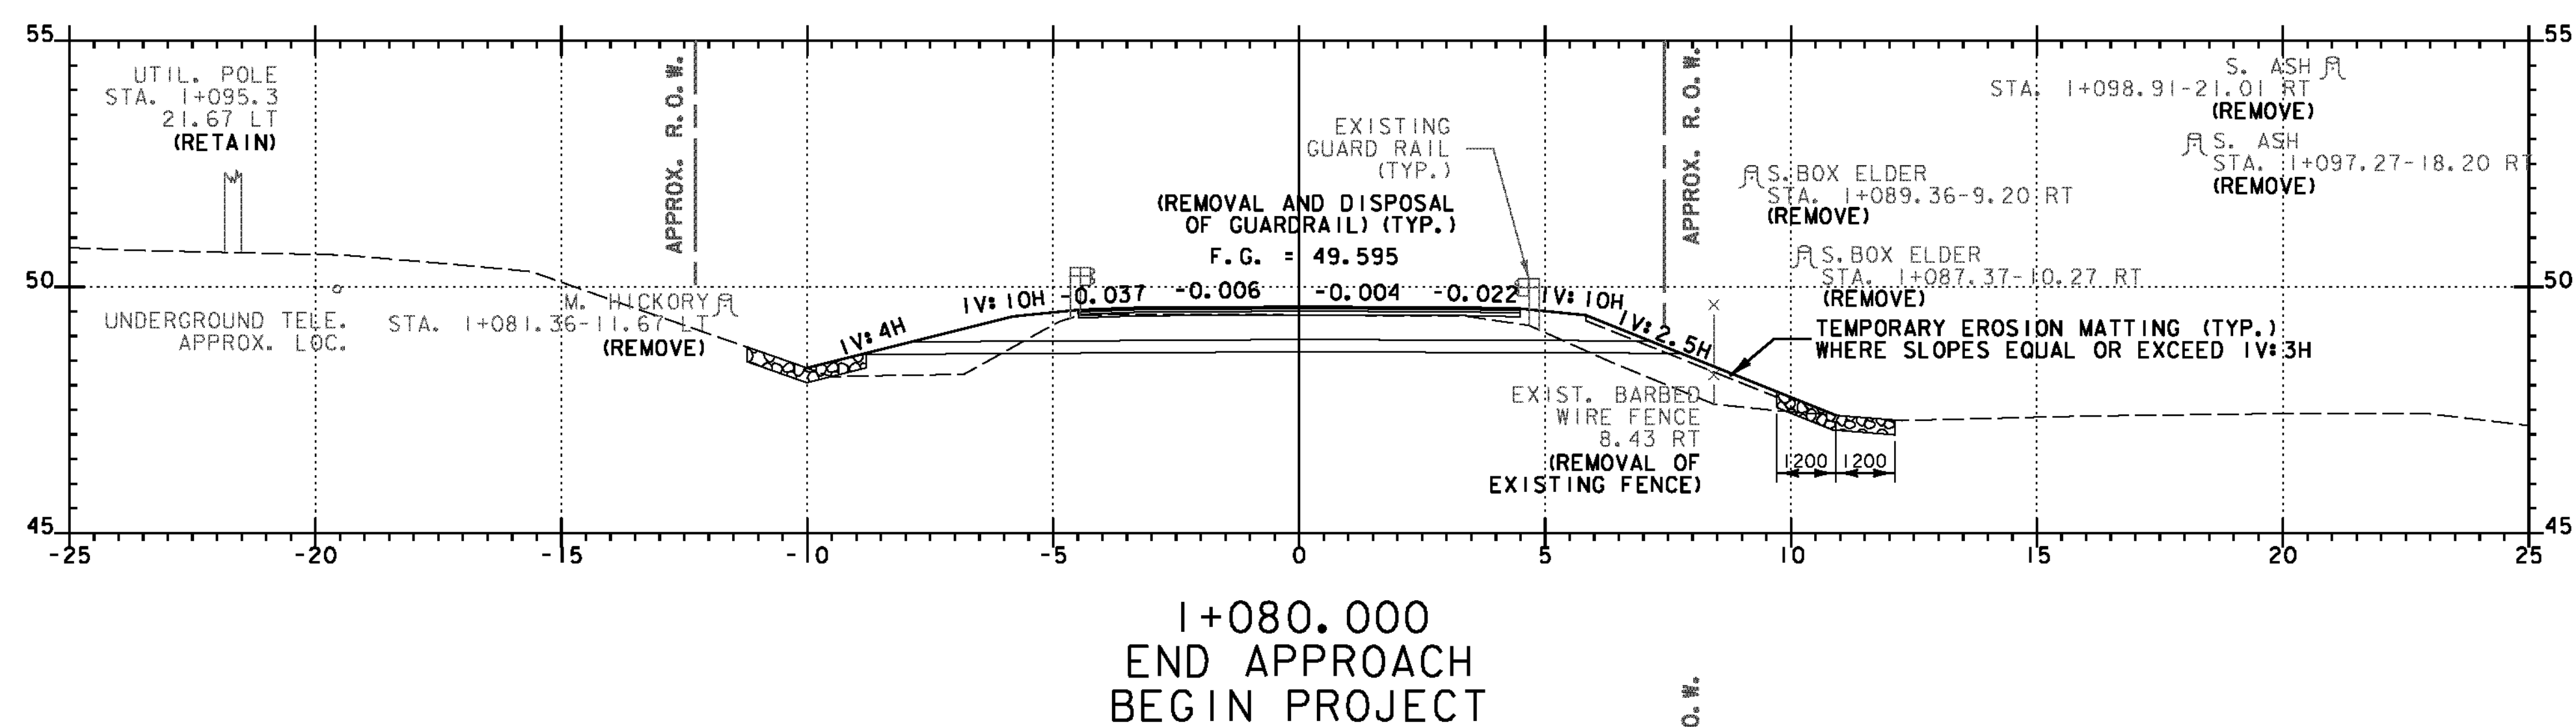 55
55
UTIL. POLE
STA. 1+095.3
21.67 LT
(RETAIN)
APPROX. R.O.W.
EXISTING
GUARD RAIL
(TYP.)
(REMOVAL AND DISPOSAL
OF GUARDRAIL) (TYP.)
F.G. = 49.595
APPROX. R.O.W.
S. ASH
STA. 1+098.91-21.01 RT
(REMOVE)
S. ASH
STA. 1+097.27-18.20 RT
(REMOVE)
S.BOX ELDER
STA. 1+089.36-9.20 RT
(REMOVE)
S.BOX ELDER
STA. 1+087.37-10.27 RT
(REMOVE)
50
50
UNDERGROUND TELE.
APPROX. LOC.
M. HICKORY
STA. 1+081.36-11.67 LT
(REMOVE)
1V:4H
1V:10H
-0.037
-0.006
-0.004
-0.022
1V:10H
1V:2.5H
TEMPORARY EROSION MATTING (TYP.)
WHERE SLOPES EQUAL OR EXCEED 1V:3H
EXIST. BARBED
WIRE FENCE
8.43 RT
(REMOVAL OF
EXISTING FENCE)
1200
1200
45
45
-25
-20
-15
-10
-5
0
5
10
15
20
25
1+080.000
END APPROACH
BEGIN PROJECT
O.W.